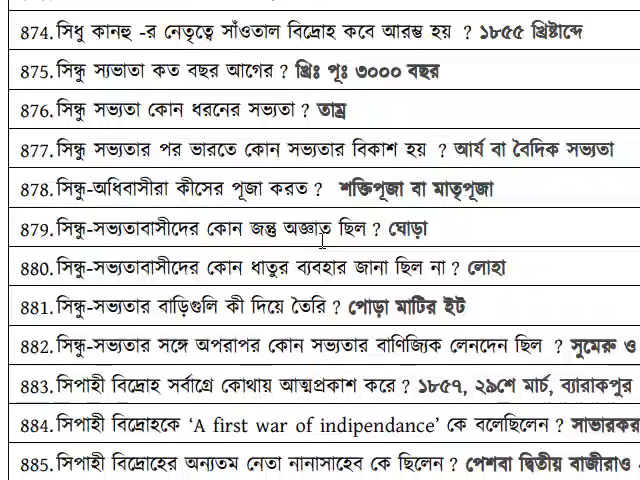 874. সিধু কানহু -র নেতৃত্বে সাঁওতাল বিদ্রোহ কবে আরম্ভ হয় ? ১৮৫৫ খ্রিষ্টাব্দে
875. সিন্ধু স্যভাতা কত বছর আগের ? খ্রিঃ পূঃ ৩০০০ বছর
876. সিন্ধু সভ্যতা কোন ধরনের সভ্যতা ? তাম্র
877. সিন্ধু সভ্যতার পর ভারতে কোন সভ্যতার বিকাশ হয় ? আর্য বা বৈদিক সভ্যতা
878. সিন্ধু-অধিবাসীরা কীসের পূজা করত ? শক্তিপূজা বা মাতৃপূজা
879. সিন্ধু-সভ্যতাবাসীদের কোন জন্তু অজ্ঞাত ছিল ? ঘোড়া
880. সিন্ধু-সভ্যতাবাসীদের কোন ধাতুর ব্যবহার জানা ছিল না ? লোহা
881. সিন্ধু-সভ্যতার বাড়িগুলি কী দিয়ে তৈরি ? পোড়া মাটির ইট
882. সিন্ধু-সভ্যতার সঙ্গে অপরাপর কোন সভ্যতার বাণিজ্যিক লেনদেন ছিল ? সুমেরু ও
883. সিপাহী বিদ্রোহ সর্বাগ্রে কোথায় আত্মপ্রকাশ করে ? ১৮৫৭, ২৯শে মার্চ, ব্যারাকপুর
884. সিপাহী বিদ্রোহকে ‘A first war of indipendance’ কে বলেছিলেন ? সাভারকর
885. সিপাহী বিদ্রোহের অন্যতম নেতা নানাসাহেব কে ছিলেন ? পেশবা দ্বিতীয় বাজীরাও